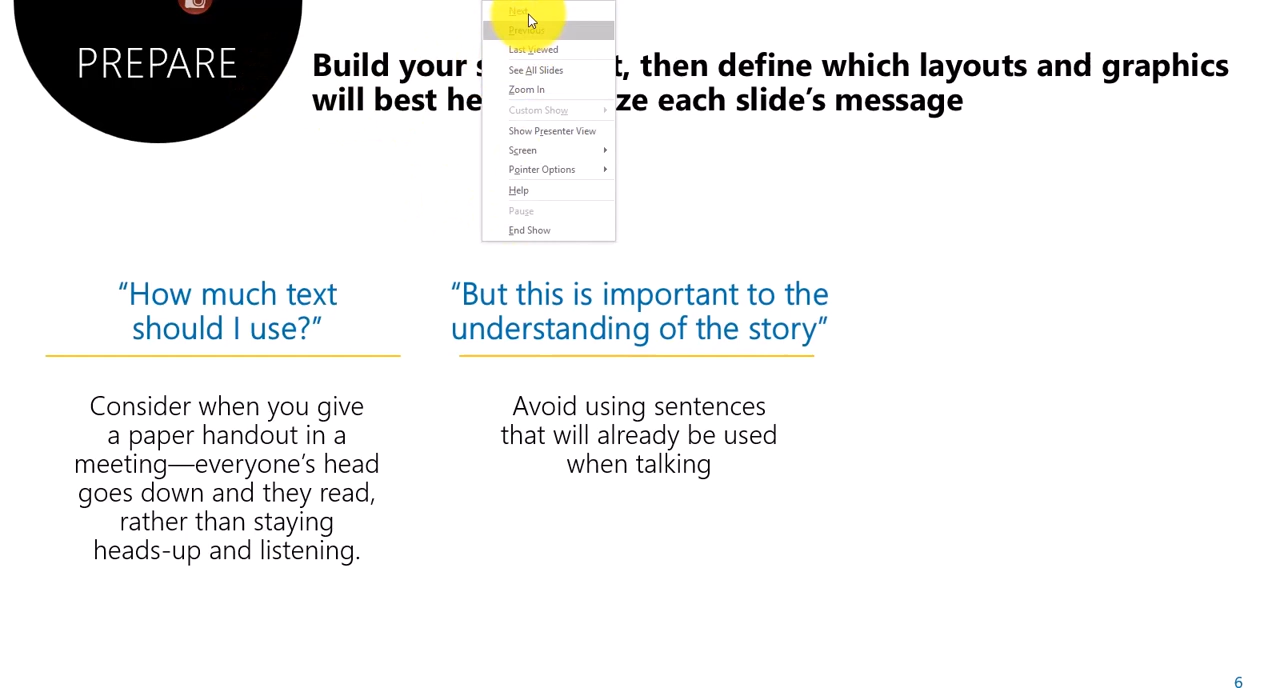 PREPARE
Build your s t, then define which layouts and graphics
will best he ze each slide's message
Next
Previous
Last Viewed
See All Slides
Zoom In
Custom Show
Show Presenter View
Screen
Pointer Options
Help
Pause
End Show
“How much text
should I use?”
Consider when you give
a paper handout in a
meeting—everyone's head
goes down and they read,
rather than staying
heads-up and listening.
“But this is important to the
understanding of the story”
Avoid using sentences
that will already be used
when talking
6